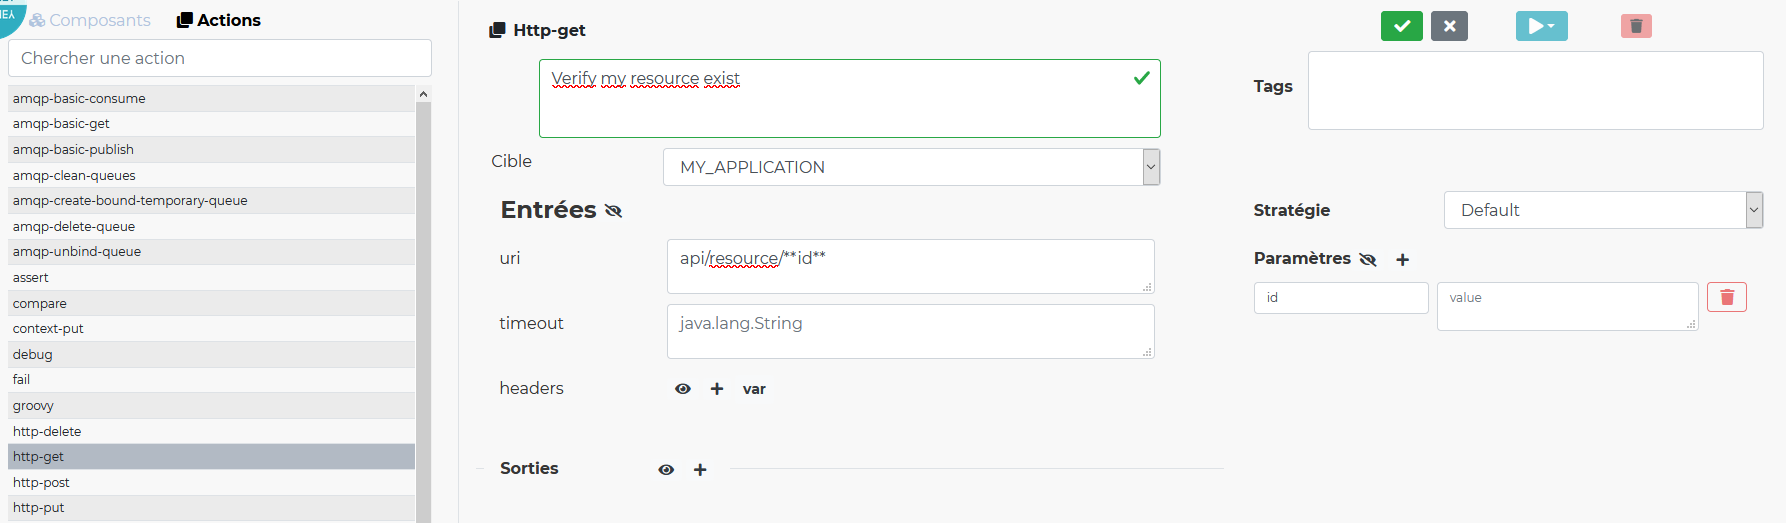 Composants
Actions
Chercher une action
amqp-basic-consume
amqp-basic-get
amqp-basic-publish
amqp-clean-queues
amqp-create-bound-temporary-queue
amqp-delete-queue
amqp-unbind-queue
assert
compare
context-put
debug
fail
groovy
http-delete
http-get
http-post
http-put
Http-get
Verify my resource exist
Cible
MY_APPLICATION
Entrées
uri
api/resource/**id**
timeout
java.lang.String
headers
var
Sorties
Tags
Stratégie
Default
Paramètres
id
value